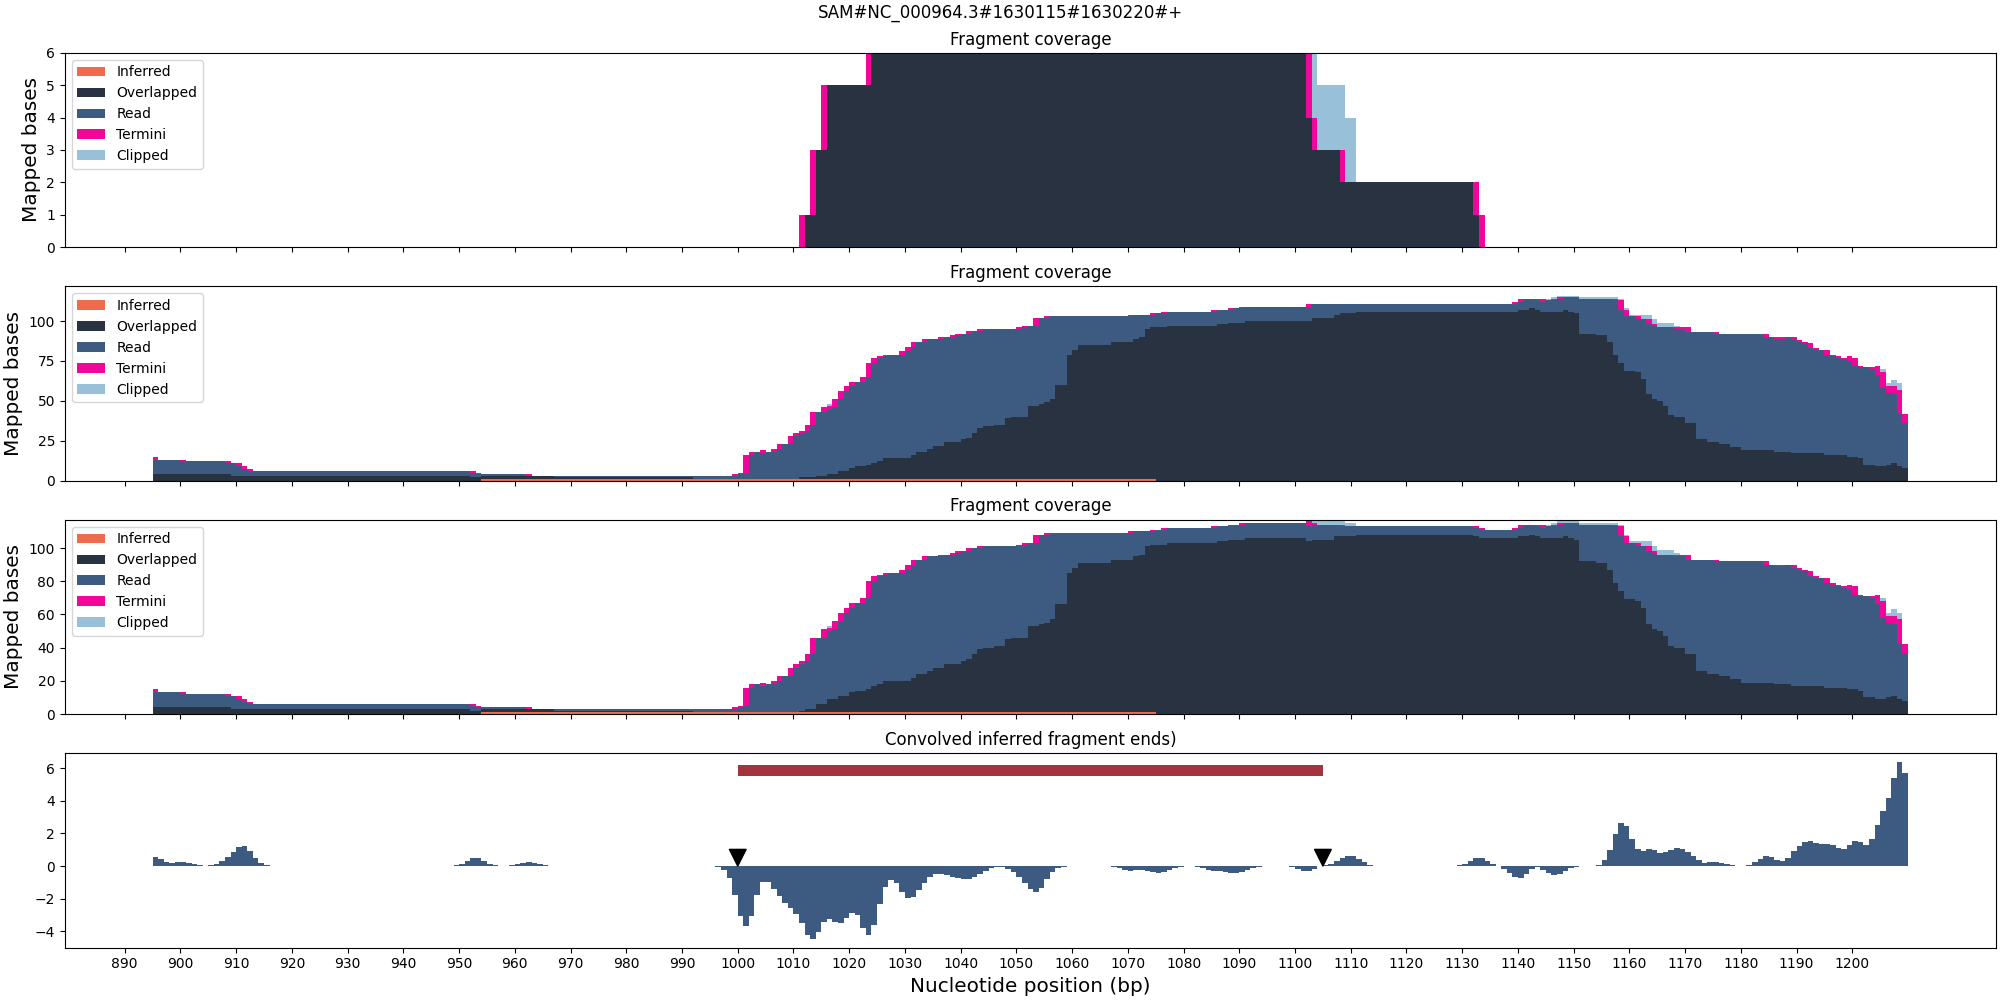 SAM#NC_000964.3#1630115#1630220#+
Fragment coverage
Mapped bases
6
5
4
3
2
1
0
Inferred
Overlapped
Read
Termini
Clipped
Fragment coverage
Mapped bases
100
75
50
25
0
Inferred
Overlapped
Read
Termini
Clipped
Fragment coverage
Mapped bases
100
80
60
40
20
0
Inferred
Overlapped
Read
Termini
Clipped
Convolved inferred fragment ends)
6
4
2
0
−2
−4
890 900 910 920 930 940 950 960 970 980 990 1000 1010 1020 1030 1040 1050 1060 1070 1080 1090 1100 1110 1120 1130 1140 1150 1160 1170 1180 1190 1200
Nucleotide position (bp)